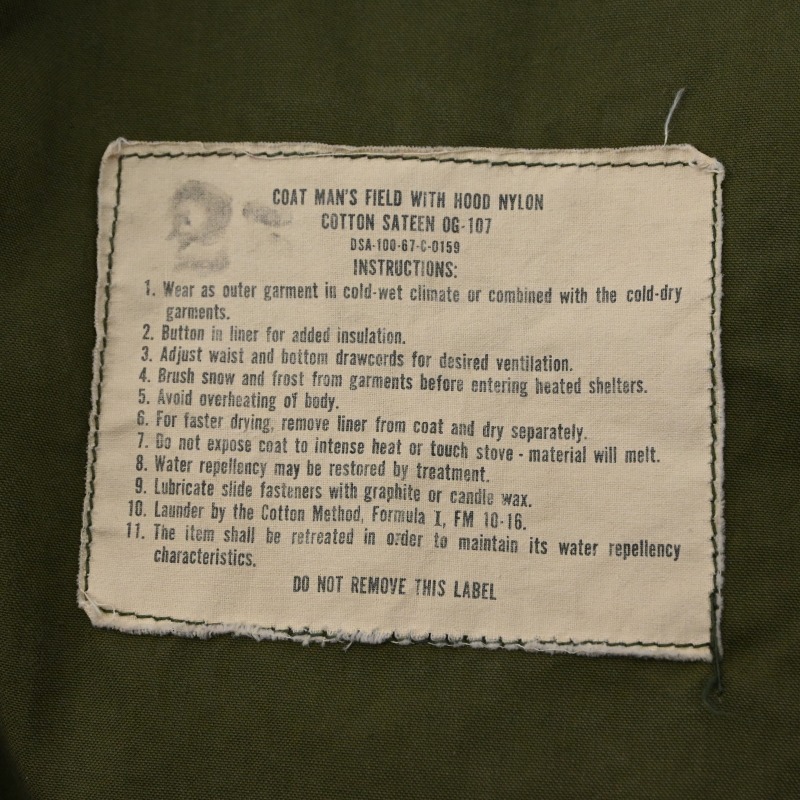 COAT MAN'S FIELD WITH HOOD NYLON
COTTON SATEEN OG-107
DSA-100-67-C-0159
INSTRUCTIONS:
1. Wear as outer garment in cold-wet climate or combined with the cold-dry
garments.
2. Button in liner for added insulation.
3. Adjust waist and bottom drawcords for desired ventilation.
4. Brush snow and frost from garments before entering heated shelters.
5. Avoid overheating of body.
6. For faster drying, remove liner from coat and dry separately.
7. Do not expose coat to intense heat or touch stove - material will melt.
8. Water repellency may be restored by treatment.
9. Lubricate slide fasteners with graphite or candle wax.
10. Launder by the Cotton Method, Formula I, FM 10-16.
11. The item shall be retreated in order to maintain its water repellency
characteristics.
DO NOT REMOVE THIS LABEL